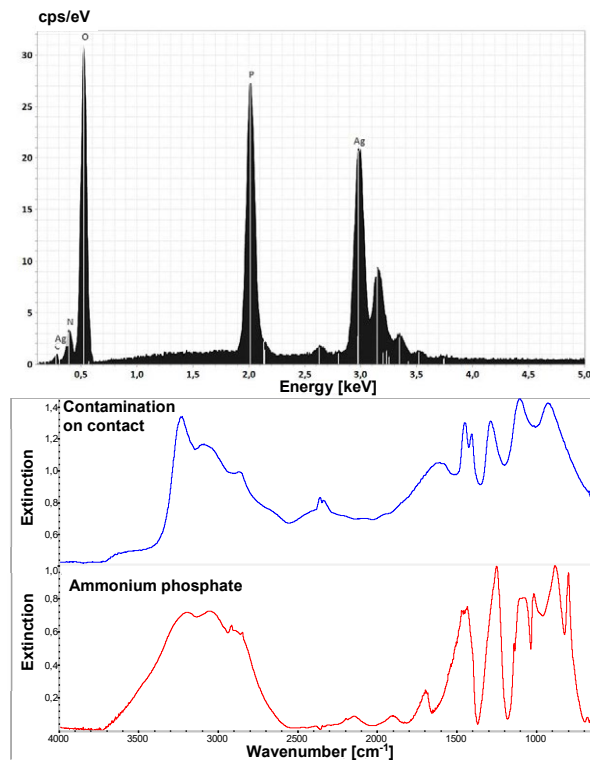 cps/eV
O
30
P
25
Ag
20
15
10
5
N
Ag
0
0,5 1,0 1,5 2,0 2,5 3,0 3,5 4,0 4,5 5,0
Energy [keV]
1,4
Contamination
on contact
1,2
1,0
0,8
0,6
Extinction
1,0
Ammonium phosphate
0,8
0,6
0,4
0,2
Extinction
4000 3000 2000 1000
Wavenumber [cm-1]